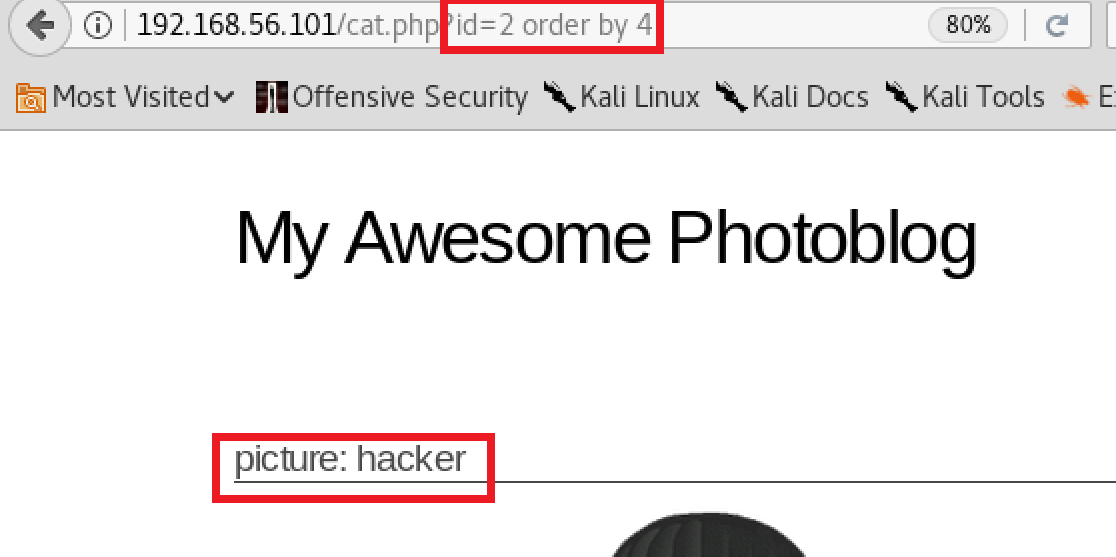 192.168.56.101/cat.php?id=2 order by 4 80%
Most Visited Offensive Security Kali Linux Kali Docs Kali Tools
My Awesome Photoblog
picture: hacker